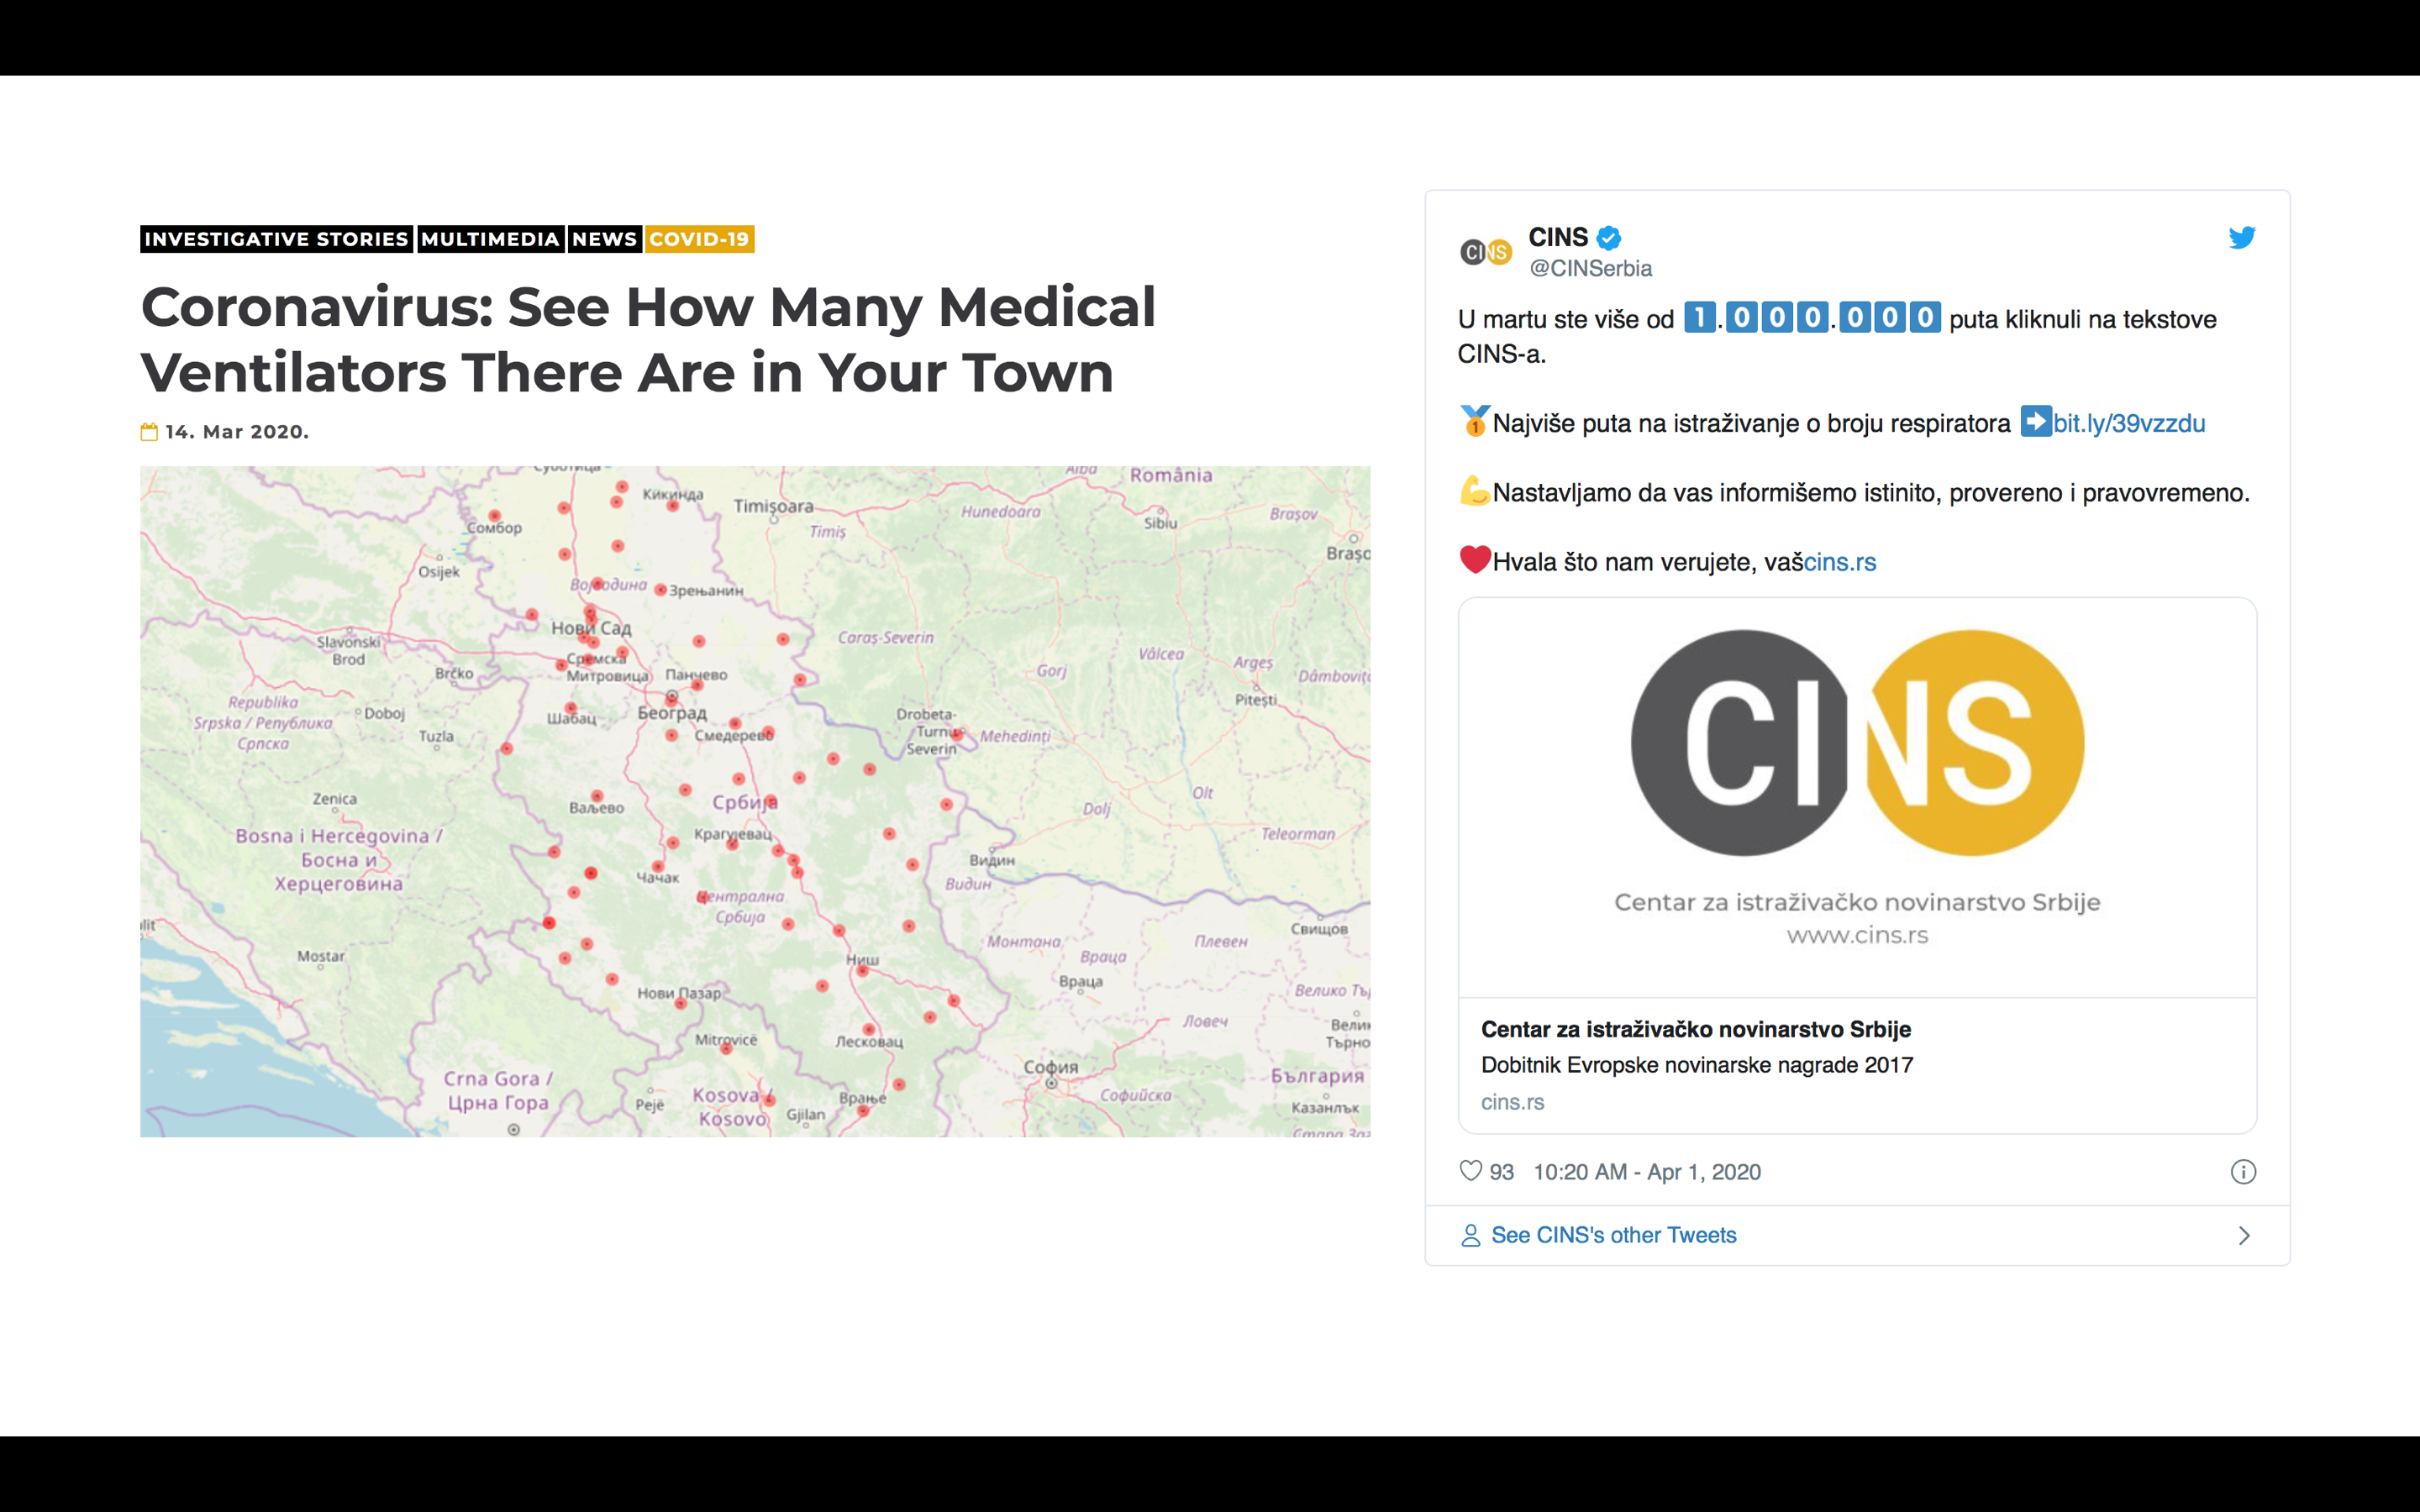 INVESTIGATIVE STORIES MULTIMEDIA NEWS COVID-19
Coronavirus: See How Many Medical
Ventilators There Are in Your Town
14. Mar 2020.
Суботица
Кикинда
Alba
România
Timișoara
Timiș
Hunedoara
Sibiu
Brașov
Сомбор
Osijek
Војводина
Зрењанин
Нови Сад
Slavonski
Brod
Caraș-Severin
Vâlcea
Gorj
Argeș
Сремска
Митровица
Панчево
Brčko
Pitești
Republika
Srpska / Република
Српска
Doboj
Шабац
Београд
Drobeta-
Turnu
Severin
Mehedinți
Tuzla
Смедерево
Zenica
Ваљево
Србија
Dolj
Olt
Bosna i Hercegovina /
Босна и
Херцеговина
Крагујевац
Teleorman
Видин
Чачак
Видин
Централна
Србија
Свищов
Монтана
Плевен
Mostar
Ниш
Враца
Враца
Нови Пазар
Ловеч
Mitrovicë
Лесковац
София
България
Crna Gora /
Црна Гора
Pejë
Kosova /
Kosovo
Gjilan
Врање
Софийска
Казанлък
CINS
@CINSerbia
U martu ste više od 1.000.000 puta kliknuli na tekstove
CINS-a.
🥇Najviše puta na istraživanje o broju respiratora ➡bit.ly/39vzzdu
💪Nastavljamo da vas informišemo istinito, provereno i pravovremeno.
❤Hvala što nam verujete, vašcins.rs
CINS
Centar za istraživačko novinarstvo Srbije
www.cins.rs
Centar za istraživačko novinarstvo Srbije
Dobitnik Evropske novinarske nagrade 2017
cins.rs
93 10:20 AM - Apr 1, 2020
See CINS's other Tweets